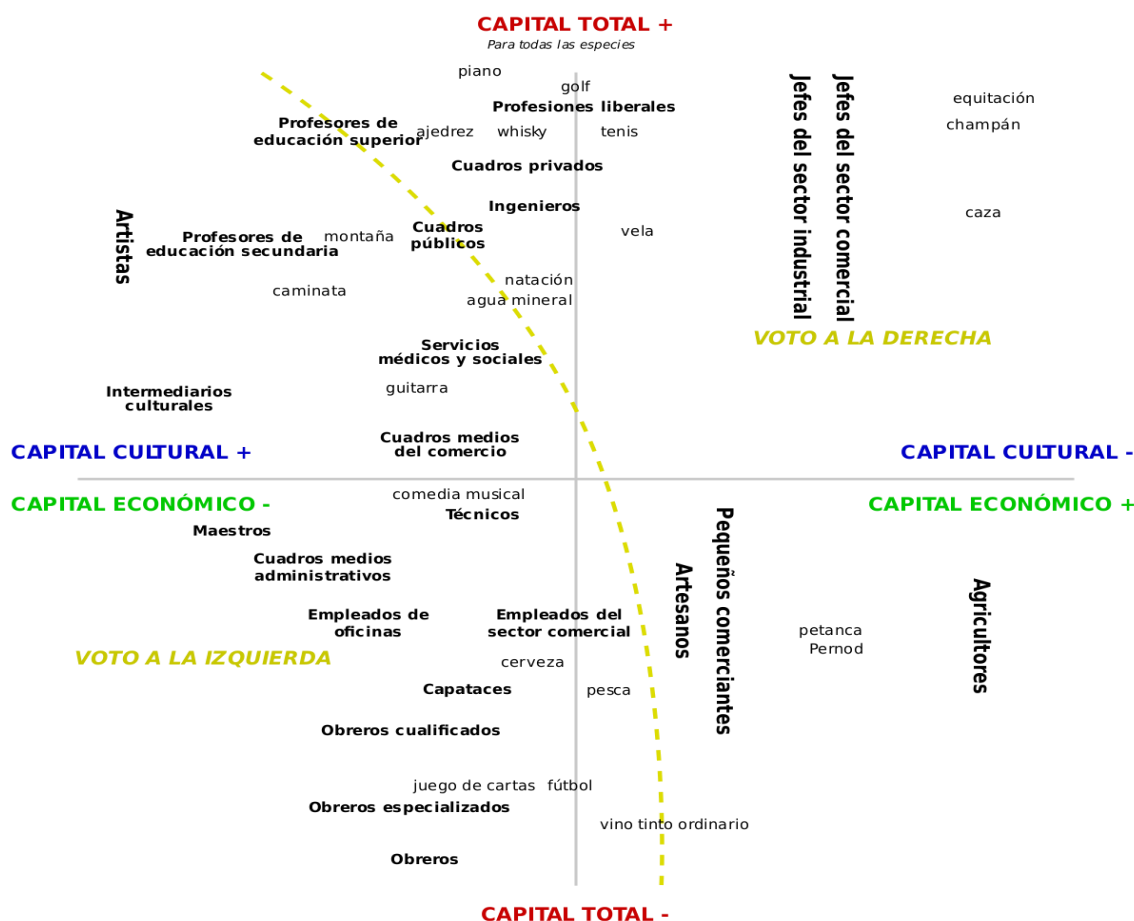 CAPITAL TOTAL +
Para todas las especies
piano
golf
Profesiones liberales
equitación
champán
Jefes del sector industrial
Jefes del sector comercial
Profesores de
educación superior
ajedrez
whisky
tenis
Cuadros privados
Ingenieros
caza
Artistas
Profesores de
educación secundaria
montaña
Cuadros
públicos
vela
natación
caminata
agua mineral
VOTO A LA DERECHA
Servicios
médicos y sociales
guitarra
Intermediarios
culturales
Cuadros medios
del comercio
CAPITAL CULTURAL +
CAPITAL CULTURAL -
CAPITAL ECONÓMICO -
CAPITAL ECONÓMICO +
comedia musical
Técnicos
Maestros
Pequeños comerciantes
Artesanos
Agricultores
Cuadros medios
administrativos
Empleados de
oficinas
Empleados del
sector comercial
petanca
Pernod
VOTO A LA IZQUIERDA
cerveza
Capataces
pesca
Obreros cualificados
juego de cartas
fútbol
Obreros especializados
vino tinto ordinario
Obreros
CAPITAL TOTAL -